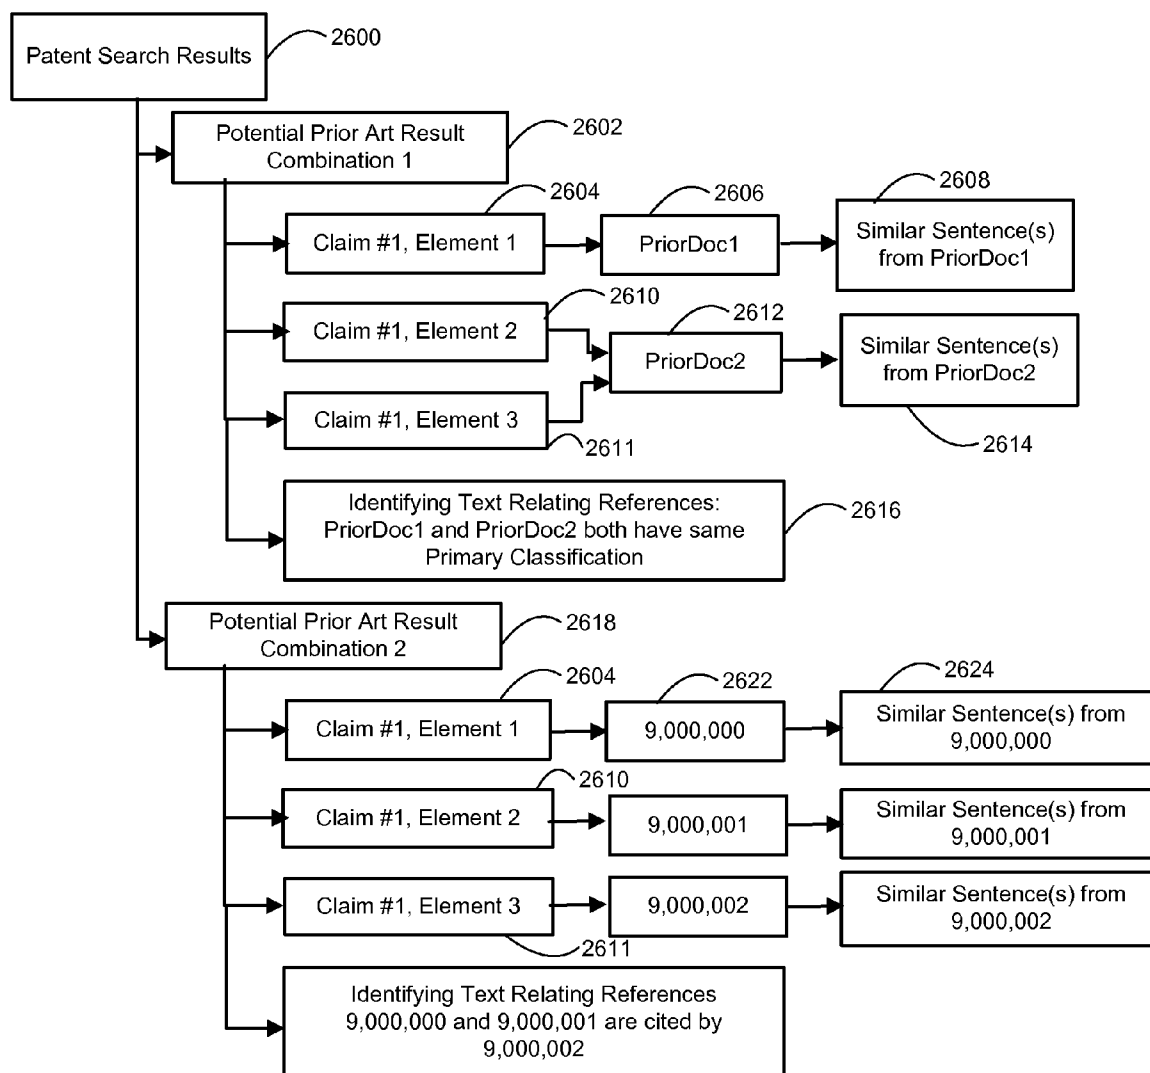 Patent Search Results
2600
Potential Prior Art Result
Combination 1
2602
2604
2606
2608
Claim #1, Element 1
PriorDoc1
Similar Sentence(s)
from PriorDoc1
2610
2612
Claim #1, Element 2
PriorDoc2
Similar Sentence(s)
from PriorDoc2
Claim #1, Element 3
2611
2614
Identifying Text Relating References:
PriorDoc1 and PriorDoc2 both have same
Primary Classification
2616
Potential Prior Art Result
Combination 2
2618
2604
2622
2624
Claim #1, Element 1
9,000,000
Similar Sentence(s) from
9,000,000
2610
Claim #1, Element 2
9,000,001
Similar Sentence(s) from
9,000,001
Claim #1, Element 3
9,000,002
Similar Sentence(s) from
9,000,002
2611
Identifying Text Relating References
9,000,000 and 9,000,001 are cited by
9,000,002